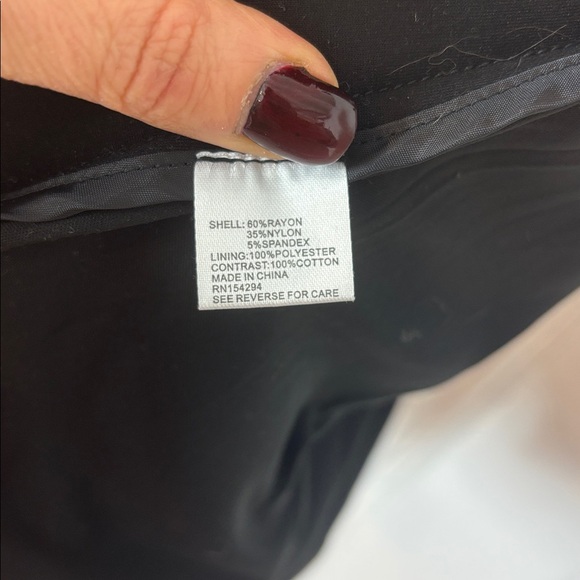 SHELL: 60%RAYON
35%NYLON
5%SPANDEX
LINING:100%POLYESTER
CONTRAST:100%COTTON
MADE IN CHINA
RN154294
SEE REVERSE FOR CARE